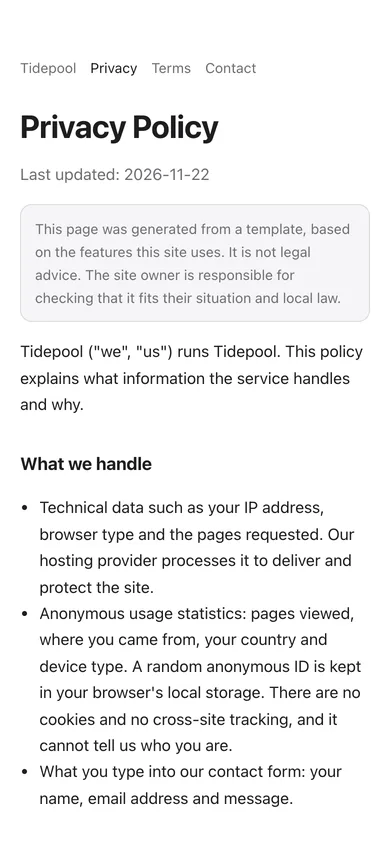 Tidepool Privacy Terms Contact
Privacy Policy
Last updated: 2026-11-22
This page was generated from a template, based
on the features this site uses. It is not legal
advice. The site owner is responsible for
checking that it fits their situation and local law.
Tidepool ("we", "us") runs Tidepool. This policy
explains what information the service handles
and why.
What we handle
• Technical data such as your IP address,
browser type and the pages requested. Our
hosting provider processes it to deliver and
protect the site.
• Anonymous usage statistics: pages viewed,
where you came from, your country and
device type. A random anonymous ID is kept
in your browser's local storage. There are no
cookies and no cross-site tracking, and it
cannot tell us who you are.
• What you type into our contact form: your
name, email address and message.